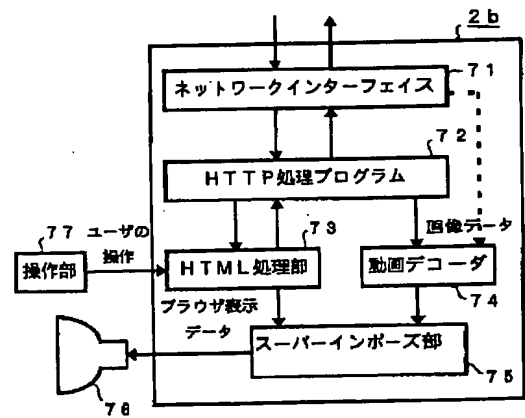 2b
ネットワークインターフェイス
71
72
HTTP処理プログラム
77
ユーザの
操作
73
画像データ
操作部
HTML処理部
動画デコーダ
ブラウザ表示
データ
74
スーパーインポーズ部
76
75